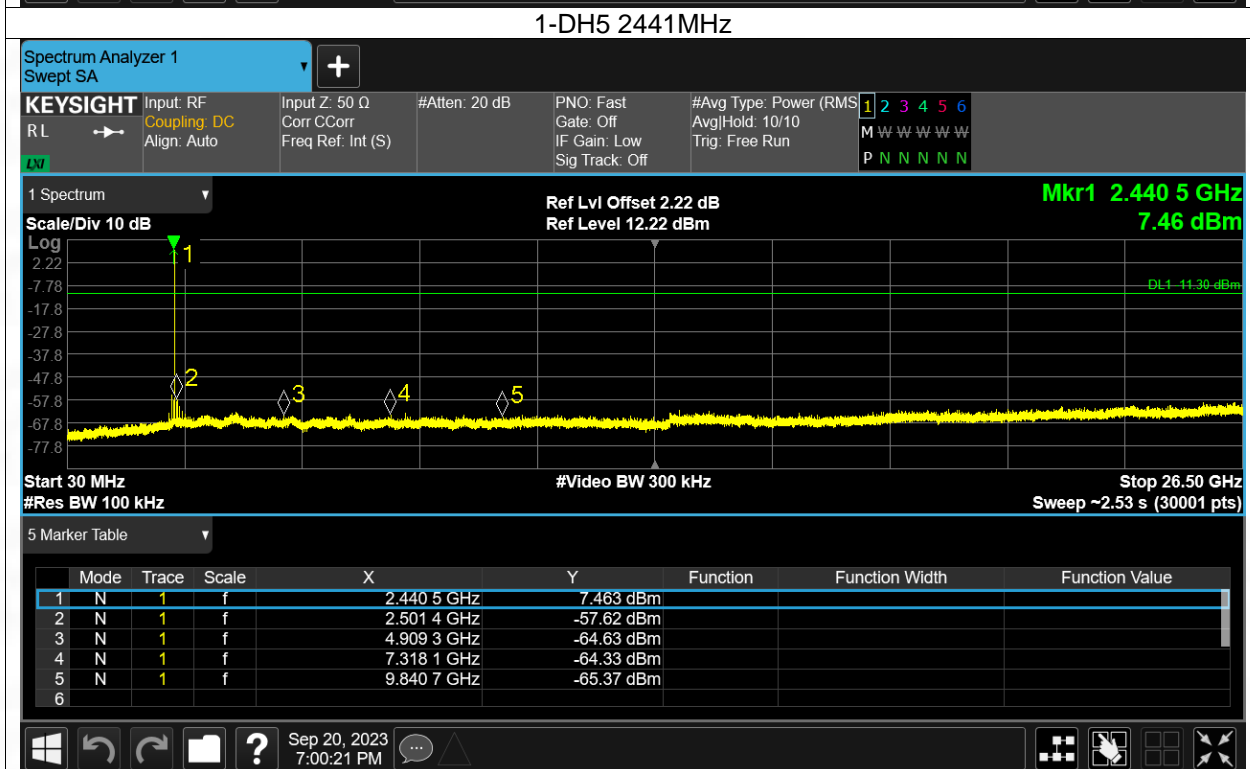 1-DH5 2441MHz
Spectrum Analyzer 1
Swept SA
KEYSIGHT Input: RF Input Z: 50 Ω #Atten: 20 dB PNO: Fast #Avg Type: Power (RMS 1 2 3 4 5 6
RL Coupling: DC Corr CCorr Gate: Off Avg|Hold: 10/10 M W W W W W
Align: Auto Freq Ref: Int (S) IF Gain: Low Trig: Free Run
LXI Sig Track: Off P N N N N N
1 Spectrum Ref Lvl Offset 2.22 dB Mkr1 2.440 5 GHz
Scale/Div 10 dB Ref Level 12.22 dBm 7.46 dBm
Log
1
2.22
-7.78 DL1 -11.30 dBm
-17.8
-27.8
-37.8
-47.8 2
-57.8 3 4 5
-67.8
-77.8
Start 30 MHz #Video BW 300 kHz Stop 26.50 GHz
#Res BW 100 kHz Sweep ~2.53 s (30001 pts)
5 Marker Table
Mode Trace Scale X Y Function Function Width Function Value
1 N 1 f 2.440 5 GHz 7.463 dBm
2 N 1 f 2.501 4 GHz -57.62 dBm
3 N 1 f 4.909 3 GHz -64.63 dBm
4 N 1 f 7.318 1 GHz -64.33 dBm
5 N 1 f 9.840 7 GHz -65.37 dBm
6
? Sep 20, 2023
7:00:21 PM